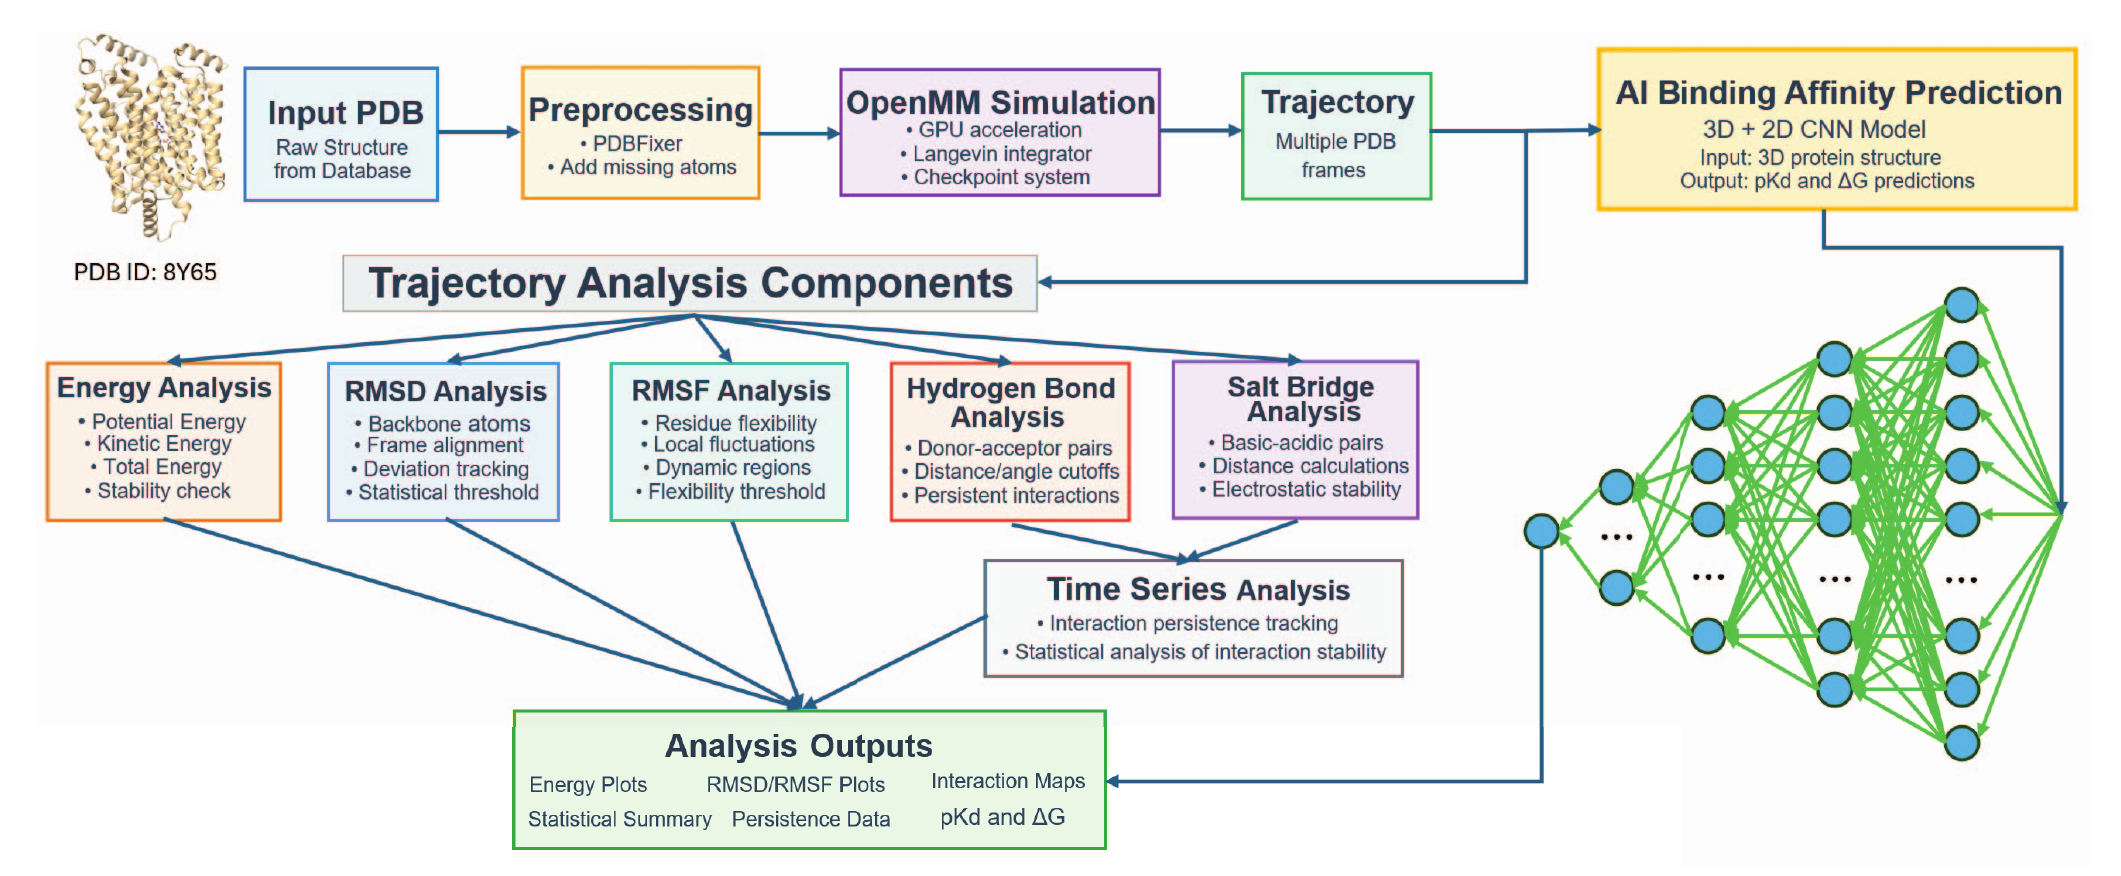 PDB ID: 8Y65
Input PDB
Raw Structure
from Database
Preprocessing
• PDBFixer
• Add missing atoms
OpenMM Simulation
• GPU acceleration
• Langevin integrator
• Checkpoint system
Trajectory
Multiple PDB
frames
AI Binding Affinity Prediction
3D + 2D CNN Model
Input: 3D protein structure
Output: pKd and ΔG predictions
Trajectory Analysis Components
Energy Analysis
• Potential Energy
• Kinetic Energy
• Total Energy
• Stability check
RMSD Analysis
• Backbone atoms
• Frame alignment
• Deviation tracking
• Statistical threshold
RMSF Analysis
• Residue flexibility
• Local fluctuations
• Dynamic regions
• Flexibility threshold
Hydrogen Bond
Analysis
• Donor-acceptor pairs
• Distance/angle cutoffs
• Persistent interactions
Salt Bridge
Analysis
• Basic-acidic pairs
• Distance calculations
• Electrostatic stability
Time Series Analysis
• Interaction persistence tracking
• Statistical analysis of interaction stability
Analysis Outputs
Energy Plots RMSD/RMSF Plots Interaction Maps
Statistical Summary Persistence Data pKd and ΔG
... ... ... ...